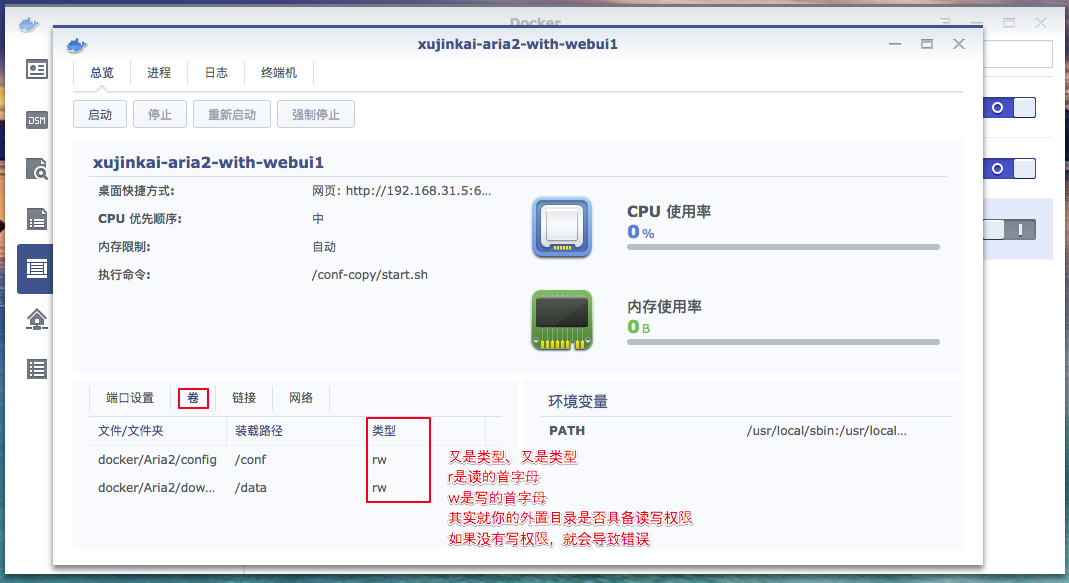 Docker
xujinkai-aria2-with-webui1
总览 进程 日志 终端机
启动 停止 重新启动 强制停止
DSM
xujinkai-aria2-with-webui1
桌面快捷方式: 网页: http://192.168.31.5:6...
CPU 优先顺序: 中
内存限制: 自动
执行命令: /conf-copy/start.sh
CPU 使用率
0 %
内存使用率
0 B
端口设置 卷 链接 网络
文件/文件夹 装载路径 类型
docker/Aria2/config /conf rw
docker/Aria2/dow... /data rw
环境变量
PATH /usr/local/sbin:/usr/local...
又是类型、又是类型
r是读的首字母
w是写的首字母
其实就你的外置目录是否具备读写权限
如果没有写权限，就会导致错误